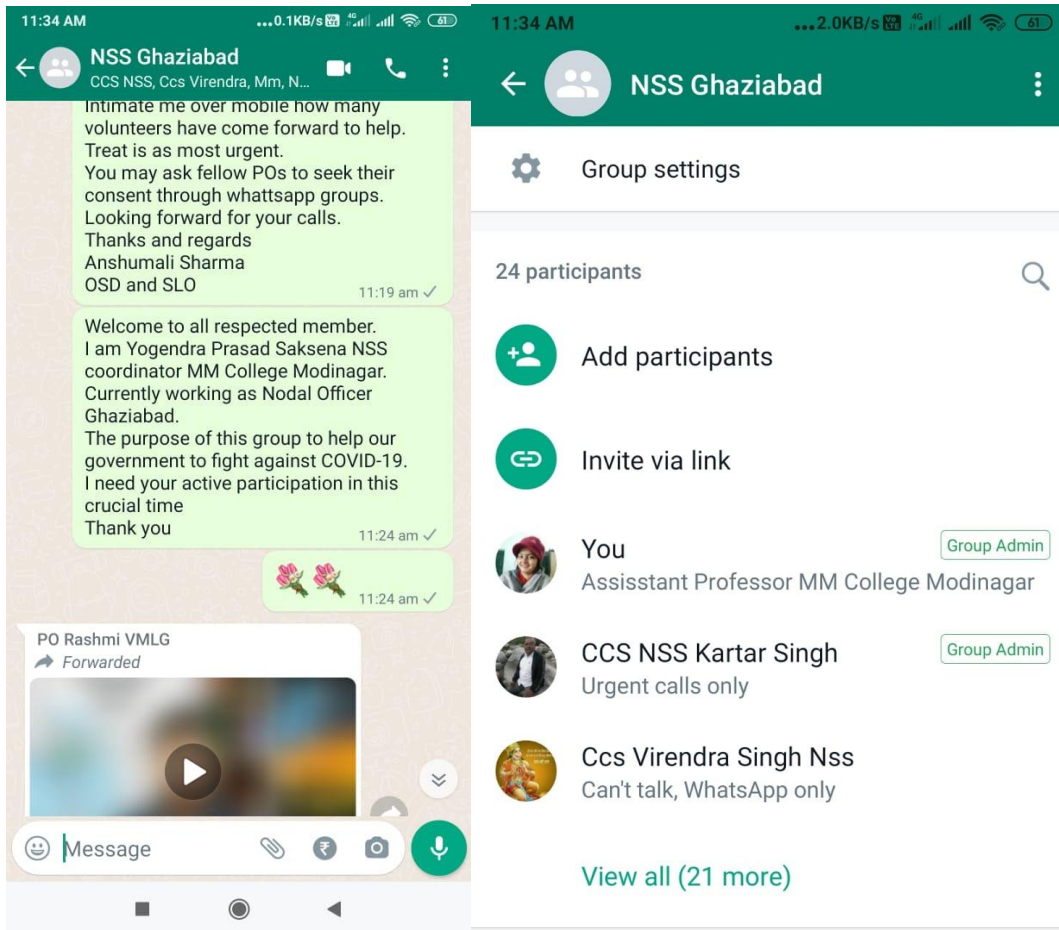 11:34 AM
...0.1KB/s
4G
61
NSS Ghaziabad
CCS NSS, Ccs Virendra, Mm, N...
Intimate me over mobile how many
volunteers have come forward to help.
Treat is as most urgent.
You may ask fellow POs to seek their
consent through whattsapp groups.
Looking forward for your calls.
Thanks and regards
Anshumali Sharma
OSD and SLO
11:19 am
Welcome to all respected member.
I am Yogendra Prasad Saksena NSS
coordinator MM College Modinagar.
Currently working as Nodal Officer
Ghaziabad.
The purpose of this group to help our
government to fight against COVID-19.
I need your active participation in this
crucial time
Thank you
11:24 am
11:24 am
PO Rashmi VMLG
Forwarded
Message
₹
11:34 AM
...2.0KB/s
4G
61
NSS Ghaziabad
Group settings
24 participants
Add participants
Invite via link
You
Group Admin
Assisstant Professor MM College Modinagar
CCS NSS Kartar Singh
Group Admin
Urgent calls only
Ccs Virendra Singh Nss
Can't talk, WhatsApp only
View all (21 more)